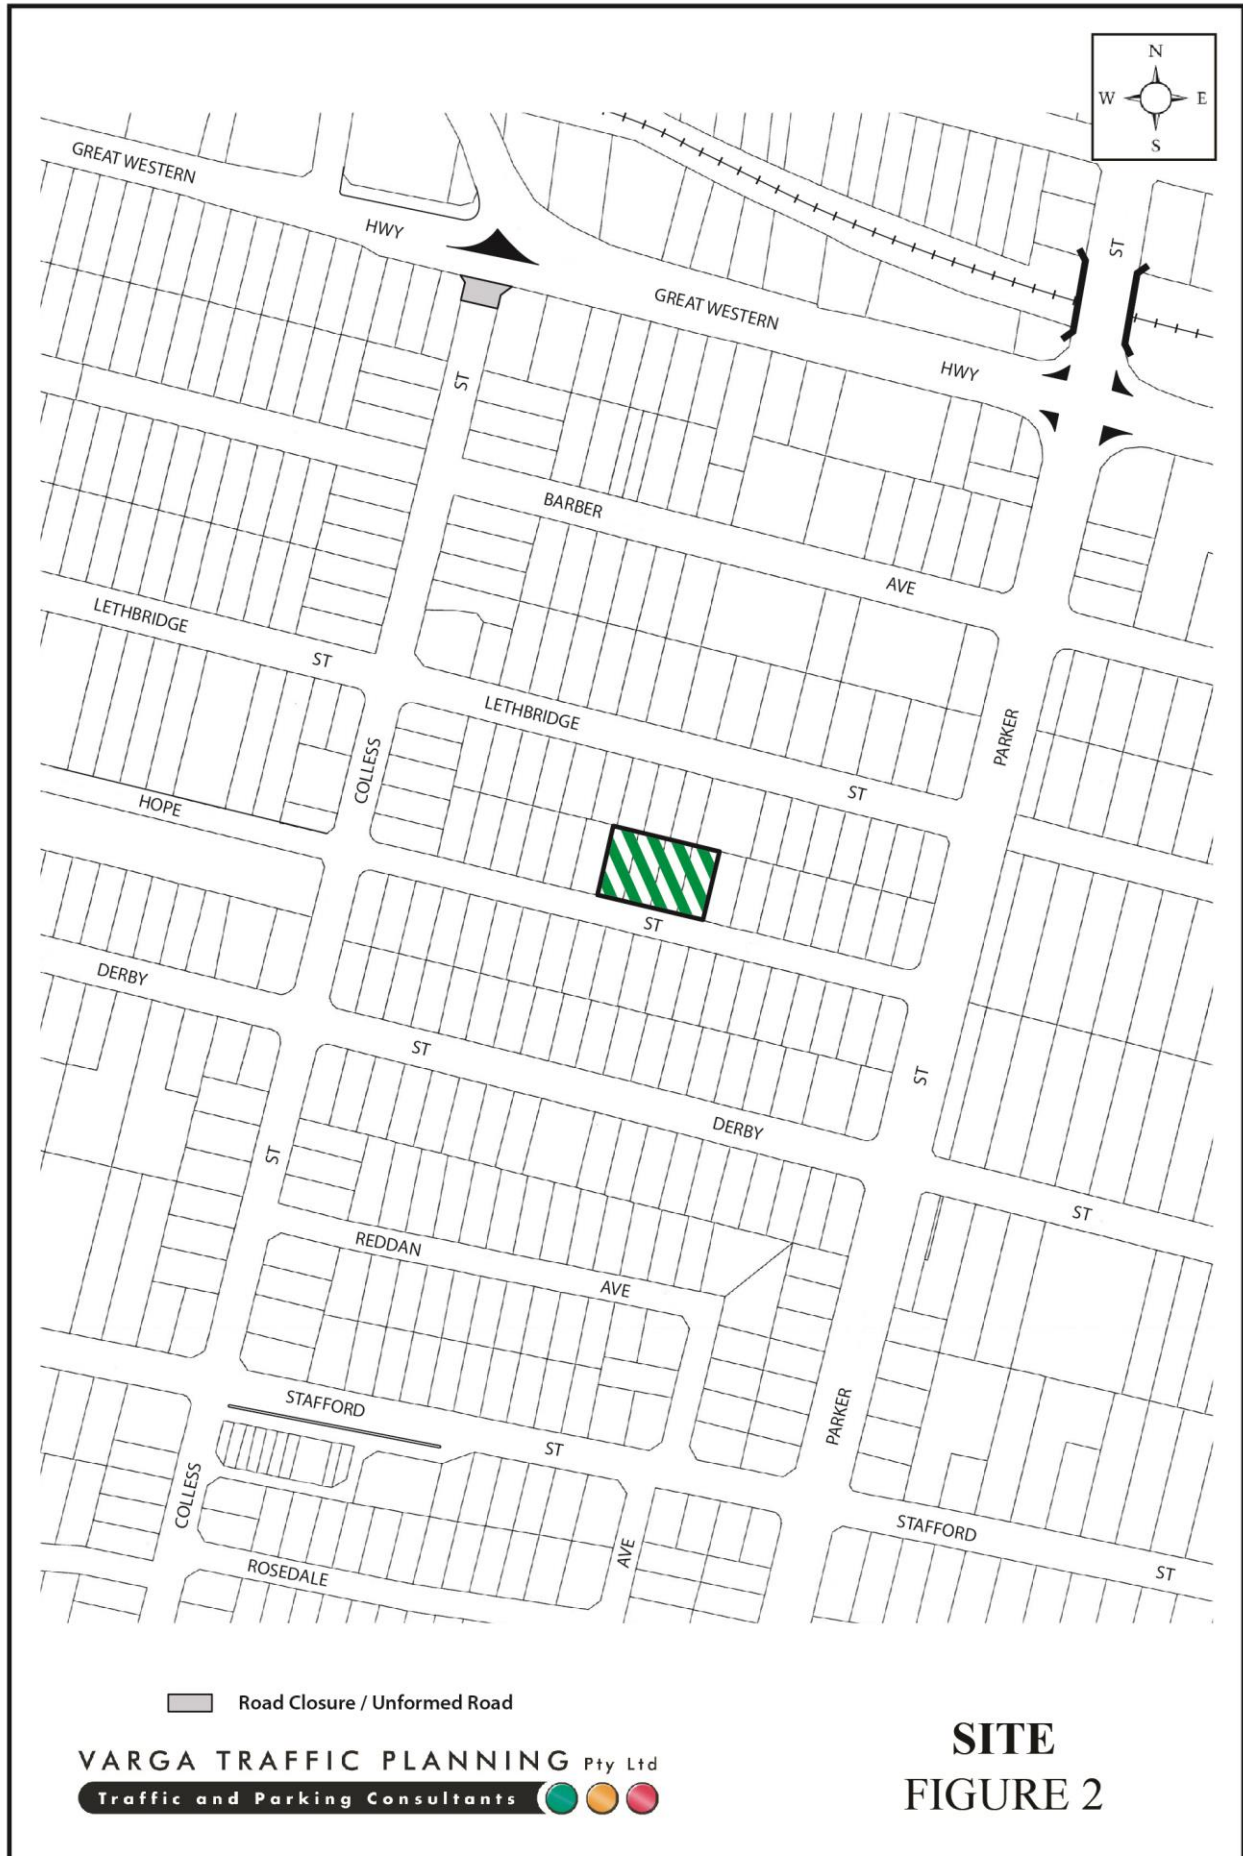 N
W E
S
GREAT WESTERN
HWY
ST
GREAT WESTERN
HWY
ST
BARBER
AVE
LETHBRIDGE
ST
LETHBRIDGE
PARKER
COLLESS
ST
HOPE
ST
DERBY
ST
ST
DERBY
ST
ST
REDDAN
AVE
PARKER
STAFFORD
ST
COLLESS
STAFFORD
AVE
ROSEDALE
ST
Road Closure / Unformed Road
VARGA TRAFFIC PLANNING Pty Ltd
Traffic and Parking Consultants
SITE
FIGURE 2